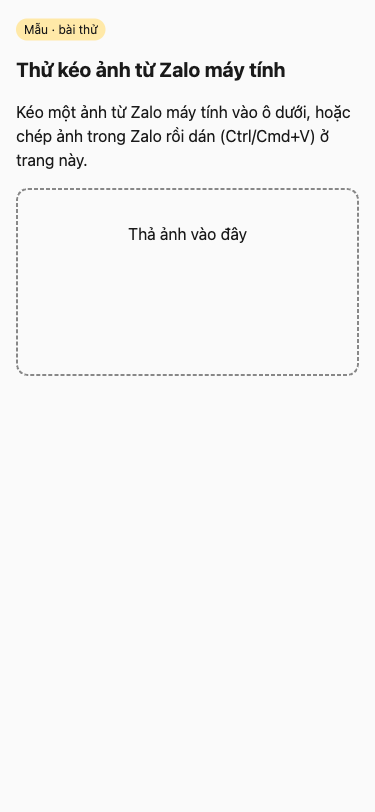 Mẫu · bài thử
Thử kéo ảnh từ Zalo máy tính
Kéo một ảnh từ Zalo máy tính vào ô dưới, hoặc
chép ảnh trong Zalo rồi dán (Ctrl/Cmd+V) ở
trang này.
Thả ảnh vào đây